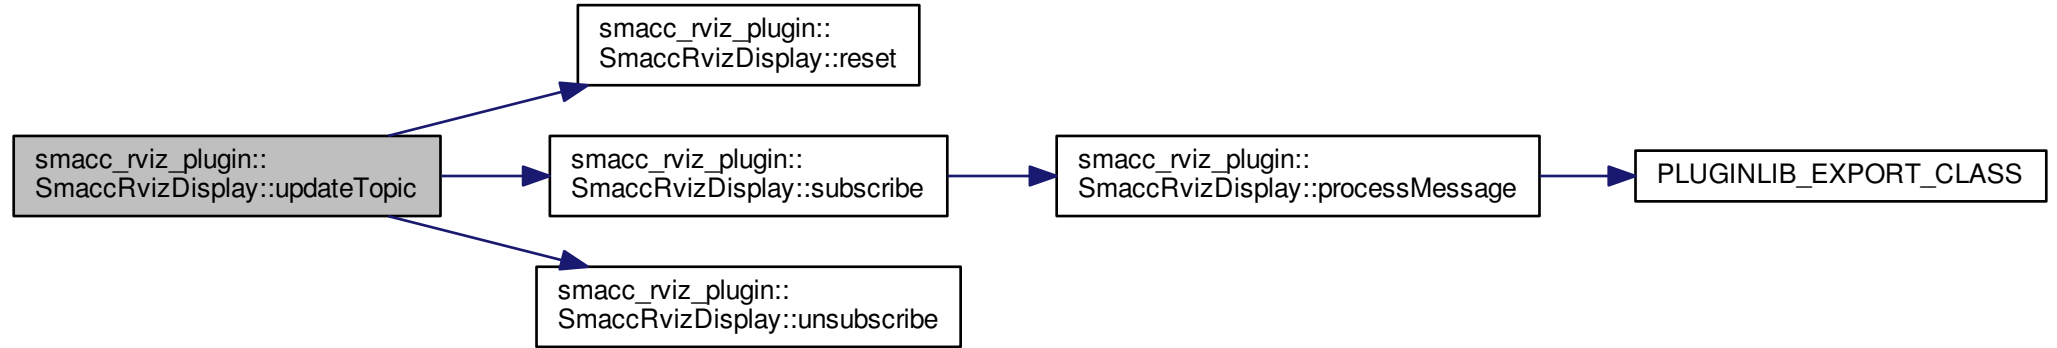 smacc_rviz_plugin::
SmaccRvizDisplay::updateTopic
smacc_rviz_plugin::
SmaccRvizDisplay::reset
smacc_rviz_plugin::
SmaccRvizDisplay::subscribe
smacc_rviz_plugin::
SmaccRvizDisplay::processMessage
PLUGINLIB_EXPORT_CLASS
smacc_rviz_plugin::
SmaccRvizDisplay::unsubscribe